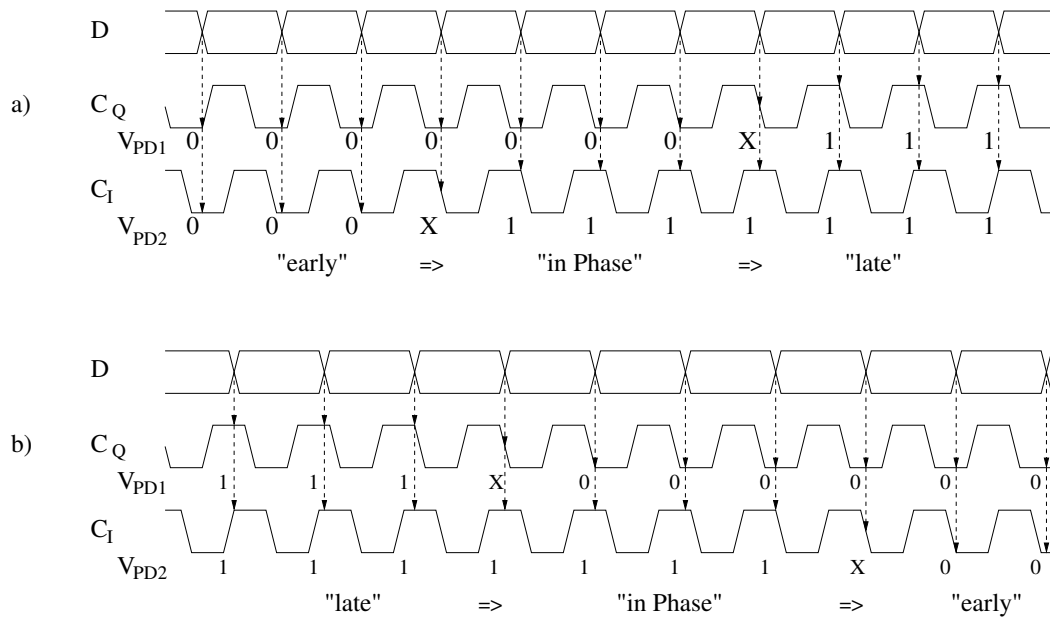 D
a)
C Q
V PD1 0 0 0 0 0 0 0 X 1 1 1
C I
V PD2 0 0 0 X 1 1 1 1 1 1 1
"early" => "in Phase" => "late"
D
b)
C Q
V PD1 1 1 1 X 0 0 0 0 0 0
C I
V PD2 1 1 1 1 1 1 1 X 0 0
"late" => "in Phase" => "early"